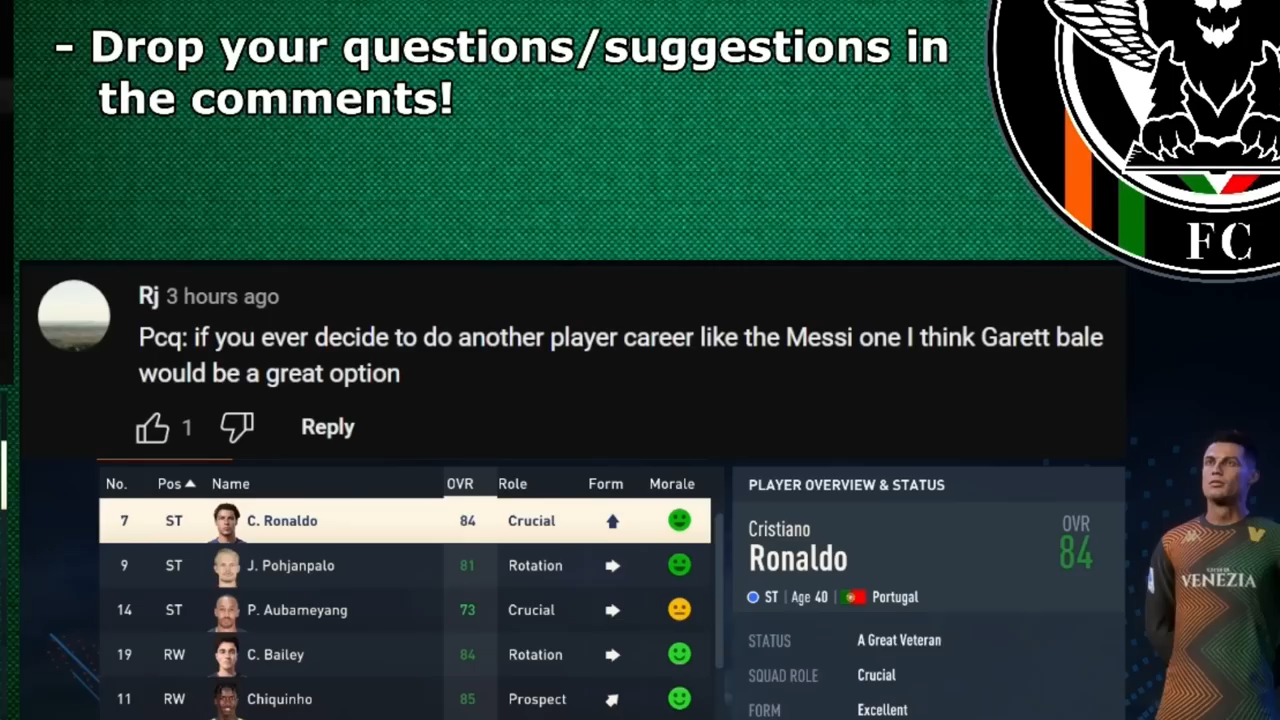 - Drop your questions/suggestions in
the comments!
FC
Rj 3 hours ago
Pcq: if you ever decide to do another player career like the Messi one I think Garett bale
would be a great option
1 Reply
No. Pos Name OVR Role Form Morale
7 ST C. Ronaldo 84 Crucial
9 ST J. Pohjanpalo 81 Rotation
14 ST P. Aubameyang 73 Crucial
19 RW C. Bailey 84 Rotation
11 RW Chiquinho 85 Prospect
PLAYER OVERVIEW & STATUS
Cristiano
Ronaldo
OVR
84
ST | Age 40 | Portugal
STATUS A Great Veteran
SQUAD ROLE Crucial
FORM Excellent
VENEZIA